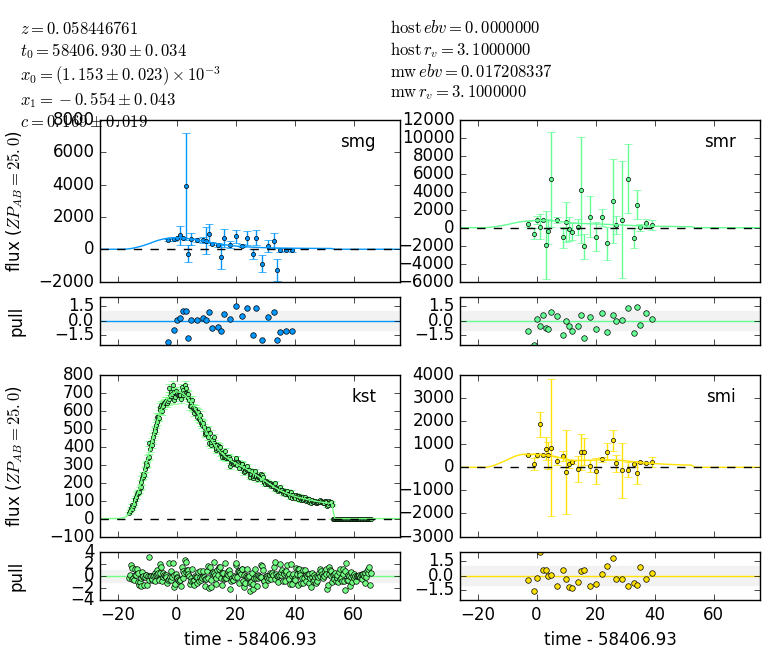 z = 0.058446761
t₀ = 58406.930 ± 0.034
x₀ = (1.153 ± 0.023) × 10⁻³
x₁ = −0.554 ± 0.043
c = 0.169 ± 0.019
host ebv = 0.0000000
host r_v = 3.1000000
mw ebv = 0.017208337
mw r_v = 3.1000000
smg
8000
6000
4000
2000
0
−2000
flux (ZP_AB = 25.0)
smr
12000
10000
8000
6000
4000
2000
0
−2000
−4000
−6000
1.5
0.0
−1.5
pull
1.5
0.0
−1.5
kst
800
700
600
500
400
300
200
100
0
−100
flux (ZP_AB = 25.0)
smi
4000
3000
2000
1000
0
−1000
−2000
−3000
4
2
0
−2
−4
pull
1.5
0.0
−1.5
−20 0 20 40 60
time - 58406.93
−20 0 20 40 60
time - 58406.93